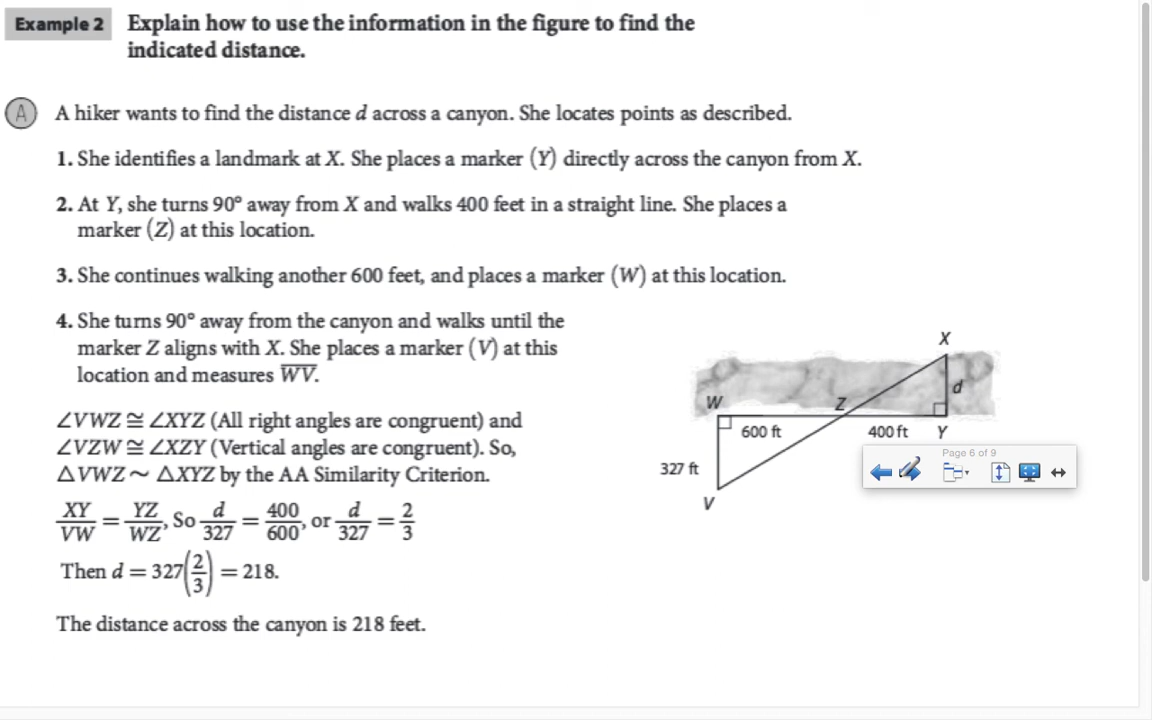 Example 2 Explain how to use the information in the figure to find the
indicated distance.
A A hiker wants to find the distance d across a canyon. She locates points as described.
1. She identifies a landmark at X. She places a marker (Y) directly across the canyon from X.
2. At Y, she turns 90° away from X and walks 400 feet in a straight line. She places a
marker (Z) at this location.
3. She continues walking another 600 feet, and places a marker (W) at this location.
4. She turns 90° away from the canyon and walks until the
marker Z aligns with X. She places a marker (V) at this
location and measures W̅V̅.
∠VWZ ≅ ∠XYZ (All right angles are congruent) and
∠VZW ≅ ∠XZY (Vertical angles are congruent). So,
△VWZ ~ △XYZ by the AA Similarity Criterion.
XY/VW = YZ/WZ, So d/327 = 400/600, or d/327 = 2/3
Then d = 327(2/3) = 218.
The distance across the canyon is 218 feet.
X
d
W
Z
600 ft
400 ft
Y
327 ft
V
Page 6 of 9